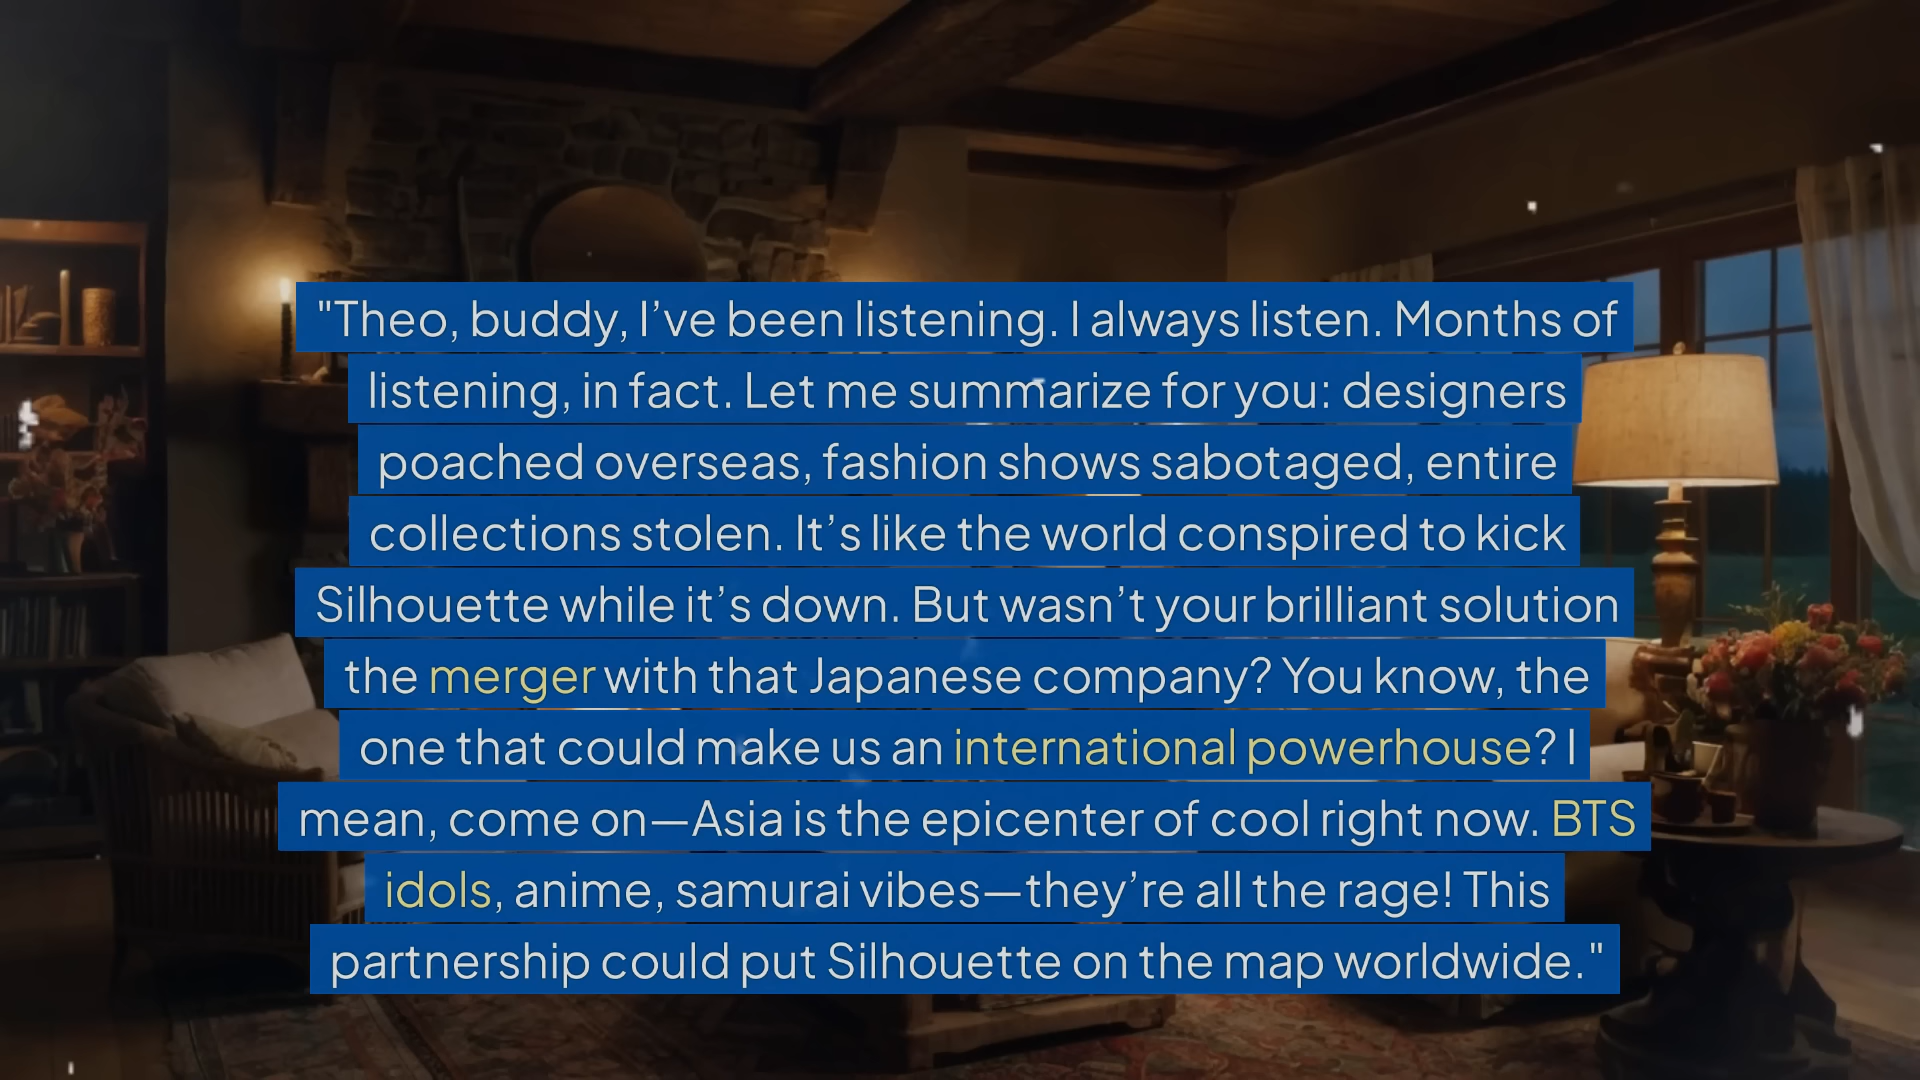 "Theo, buddy, I’ve been listening. I always listen. Months of
listening, in fact. Let me summarize for you: designers
poached overseas, fashion shows sabotaged, entire
collections stolen. It’s like the world conspired to kick
Silhouette while it’s down. But wasn’t your brilliant solution
the merger with that Japanese company? You know, the
one that could make us an international powerhouse? I
mean, come on—Asia is the epicenter of cool right now. BTS
idols, anime, samurai vibes—they’re all the rage! This
partnership could put Silhouette on the map worldwide."